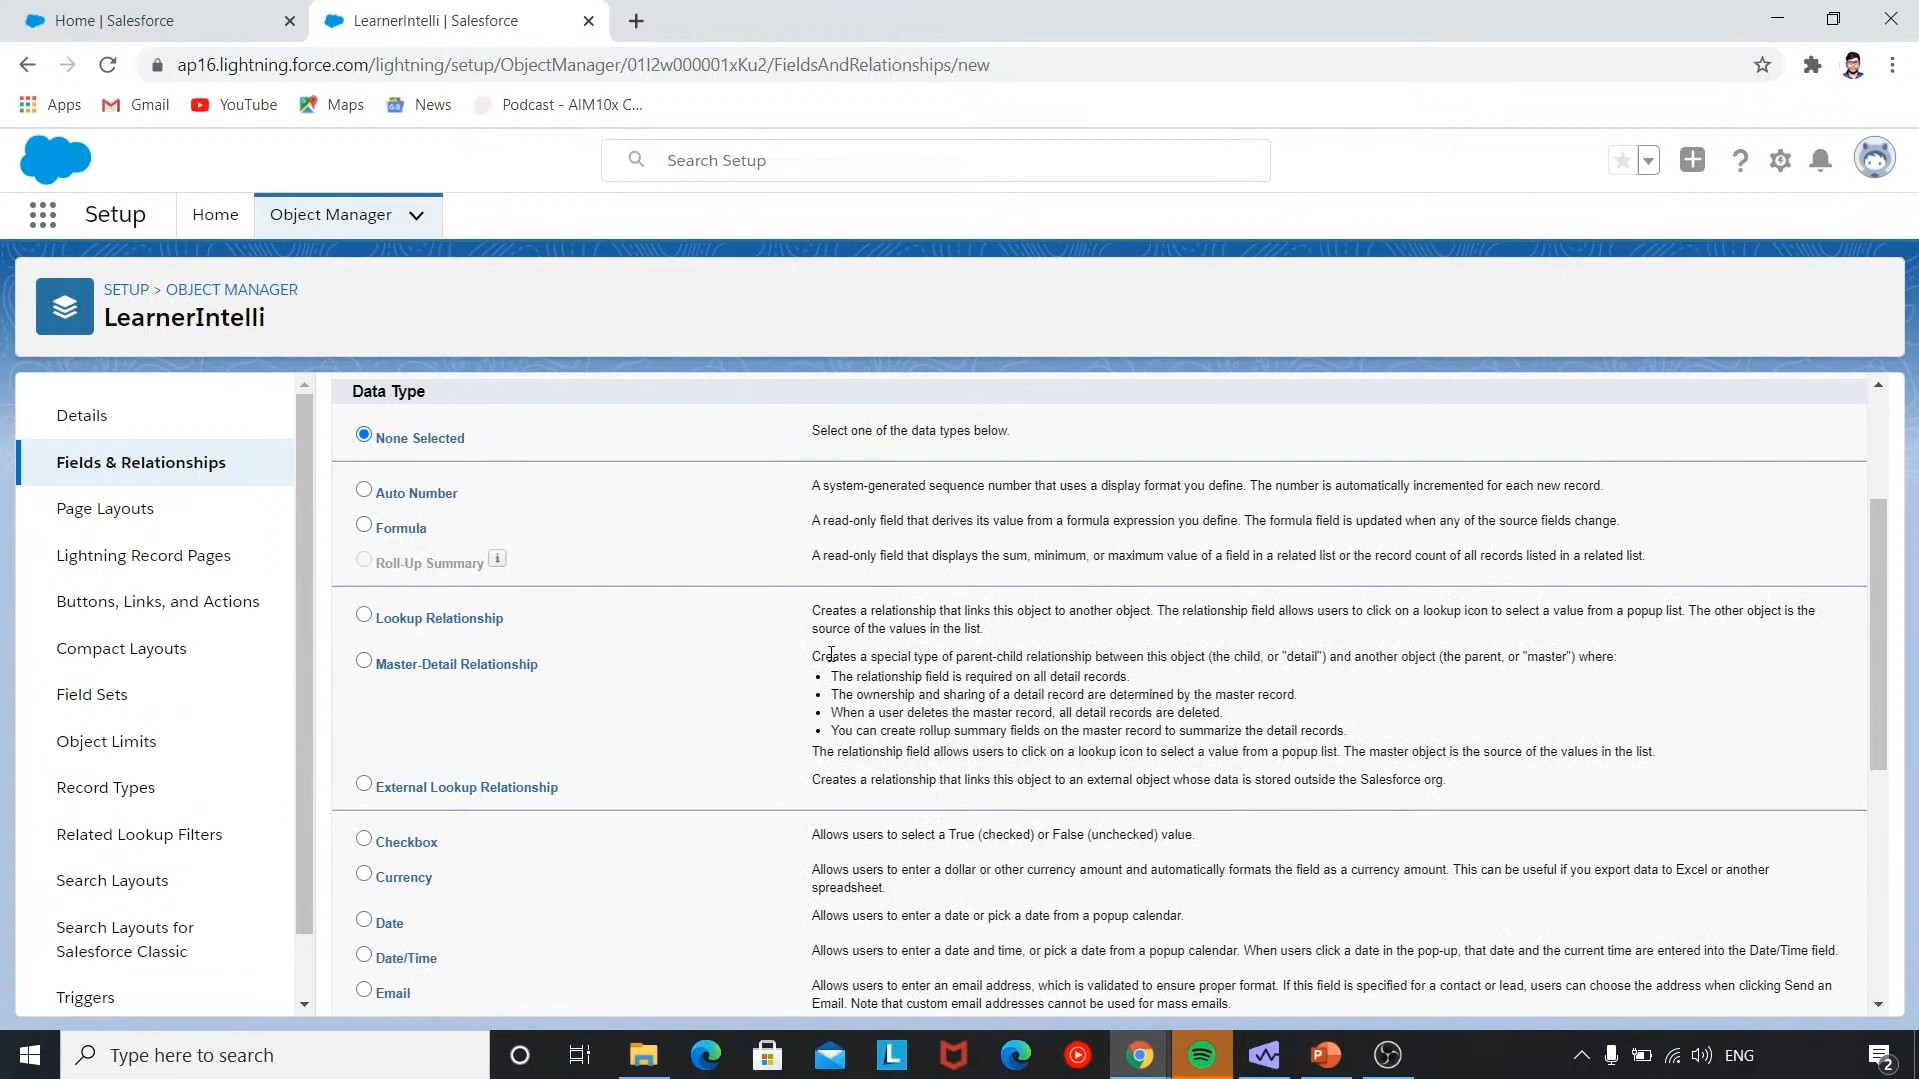 Home | Salesforce
LearnerIntelli | Salesforce
ap16.lightning.force.com/lightning/setup/ObjectManager/01I2w000001xKu2/FieldsAndRelationships/new
Apps
Gmail
YouTube
Maps
News
Podcast - AIM10x C...
Search Setup
Setup
Home
Object Manager
SETUP > OBJECT MANAGER
LearnerIntelli
Details
Fields & Relationships
Page Layouts
Lightning Record Pages
Buttons, Links, and Actions
Compact Layouts
Field Sets
Object Limits
Record Types
Related Lookup Filters
Search Layouts
Search Layouts for
Salesforce Classic
Triggers
Data Type
None Selected
Select one of the data types below.
Auto Number
A system-generated sequence number that uses a display format you define. The number is automatically incremented for each new record.
Formula
A read-only field that derives its value from a formula expression you define. The formula field is updated when any of the source fields change.
Roll-Up Summary i
A read-only field that displays the sum, minimum, or maximum value of a field in a related list or the record count of all records listed in a related list.
Lookup Relationship
Creates a relationship that links this object to another object. The relationship field allows users to click on a lookup icon to select a value from a popup list. The other object is the
source of the values in the list.
Master-Detail Relationship
Creates a special type of parent-child relationship between this object (the child, or "detail") and another object (the parent, or "master") where:
• The relationship field is required on all detail records.
• The ownership and sharing of a detail record are determined by the master record.
• When a user deletes the master record, all detail records are deleted.
• You can create rollup summary fields on the master record to summarize the detail records.
The relationship field allows users to click on a lookup icon to select a value from a popup list. The master object is the source of the values in the list.
External Lookup Relationship
Creates a relationship that links this object to an external object whose data is stored outside the Salesforce org.
Checkbox
Allows users to select a True (checked) or False (unchecked) value.
Currency
Allows users to enter a dollar or other currency amount and automatically formats the field as a currency amount. This can be useful if you export data to Excel or another
spreadsheet.
Date
Allows users to enter a date or pick a date from a popup calendar.
Date/Time
Allows users to enter a date and time, or pick a date from a popup calendar. When users click a date in the pop-up, that date and the current time are entered into the Date/Time field.
Email
Allows users to enter an email address, which is validated to ensure proper format. If this field is specified for a contact or lead, users can choose the address when clicking Send an
Email. Note that custom email addresses cannot be used for mass emails.
Type here to search
L
P
ENG
2